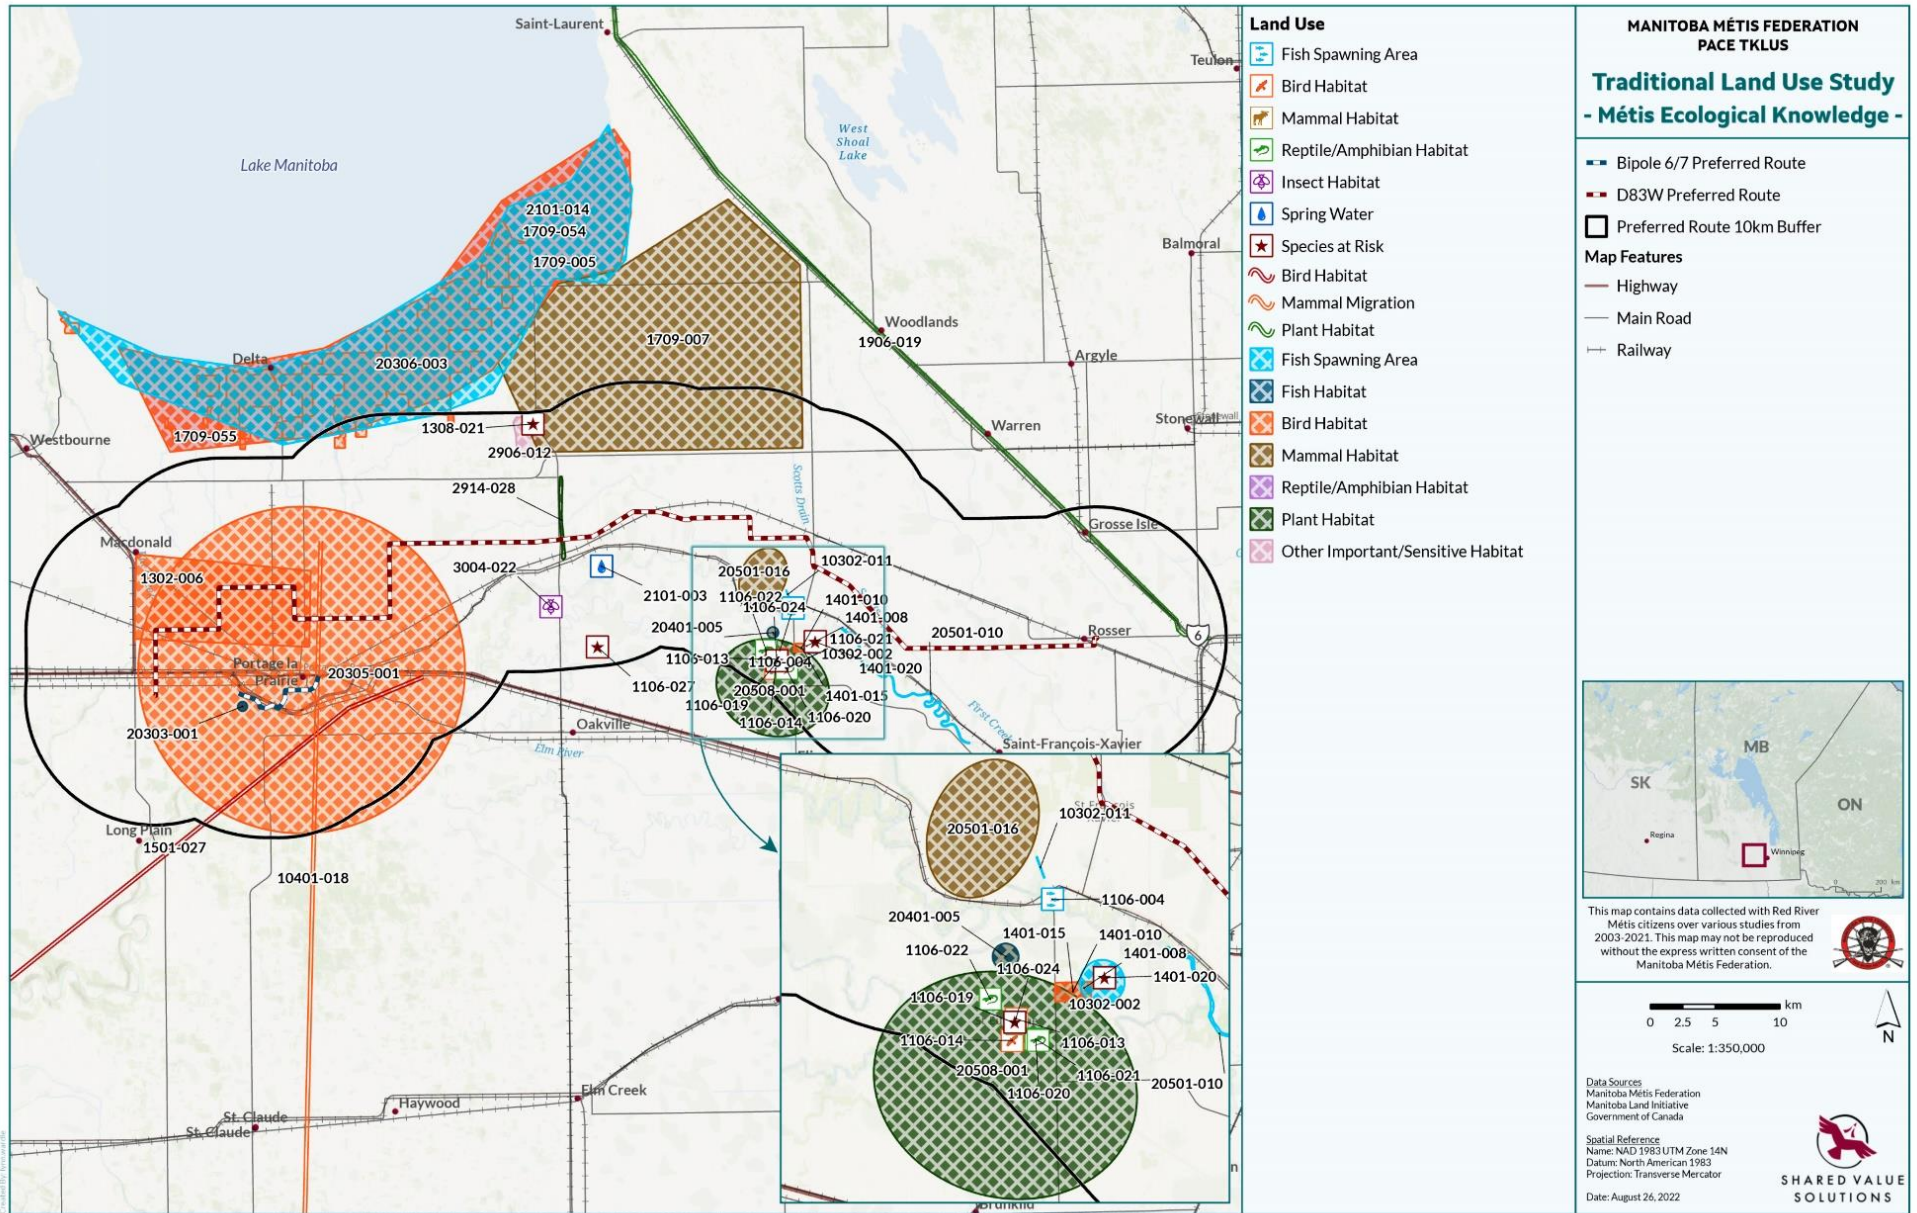 Saint-Laurent
Teulon
West
Shoal
Lake
Lake Manitoba
2101-014
1709-054
1709-005
Balmoral
Woodlands
1906-019
1709-007
Argyle
Delta
20306-003
1709-055
1308-021
2906-012
Westbourne
Warren
Stonewall
Stonewall
2914-028
Scotts Drain
Grosse Isle
Macdonald
1302-006
3004-022
2101-003
20501-016
10302-011
1106-022
1106-024
1401-010
1401-008
20401-005
1106-021
10302-002
20501-010
Rosser
6
1106-013
1106-004
1401-020
Portage la
Prairie
20305-001
1106-027
20508-001
1401-015
1106-019
1106-020
1106-014
20303-001
Oakville
Elm River
First Creek
Saint-François-Xavier
Long Plain
1501-027
10401-018
Elm Creek
Haywood
St. Claude
St. Claude
Brunkild
20501-016
St. François
Xavier
10302-011
1106-004
20401-005
1401-015
1401-010
1106-022
1401-008
1106-024
1401-020
1106-019
10302-002
1106-014
1106-013
20508-001
1106-021
20501-010
1106-020
Land Use
Fish Spawning Area
Bird Habitat
Mammal Habitat
Reptile/Amphibian Habitat
Insect Habitat
Spring Water
Species at Risk
Bird Habitat
Mammal Migration
Plant Habitat
Fish Spawning Area
Fish Habitat
Bird Habitat
Mammal Habitat
Reptile/Amphibian Habitat
Plant Habitat
Other Important/Sensitive Habitat
MANITOBA MÉTIS FEDERATION
PACE TKLUS
Traditional Land Use Study
- Métis Ecological Knowledge -
Bipole 6/7 Preferred Route
D83W Preferred Route
Preferred Route 10km Buffer
Map Features
Highway
Main Road
Railway
MB
SK
ON
Regina
Winnipeg
0 200 km
This map contains data collected with Red River
Métis citizens over various studies from
2003-2021. This map may not be reproduced
without the express written consent of the
Manitoba Métis Federation.
km
0 2.5 5 10
Scale: 1:350,000
N
Data Sources
Manitoba Métis Federation
Manitoba Land Initiative
Government of Canada
Spatial Reference
Name: NAD 1983 UTM Zone 14N
Datum: North American 1983
Projection: Transverse Mercator
Date: August 26, 2022
SHARED VALUE
SOLUTIONS